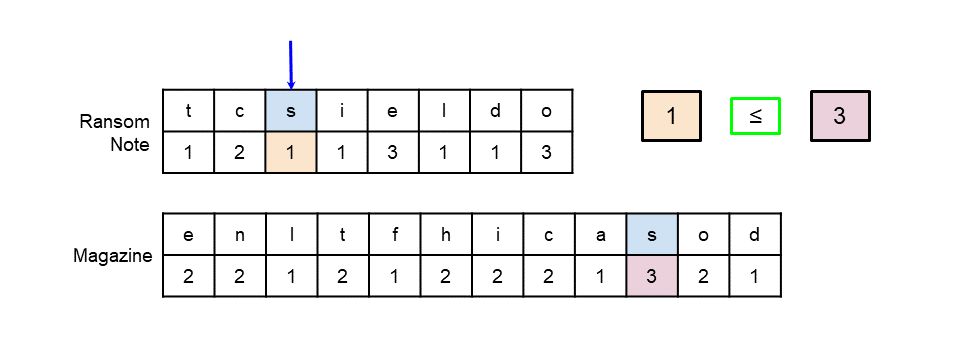 t c s i e l d o
Ransom Note
1 2 1 1 3 1 1 3
1 ≤ 3
e n l t f h i c a s o d
Magazine
2 2 1 2 1 2 2 2 1 3 2 1